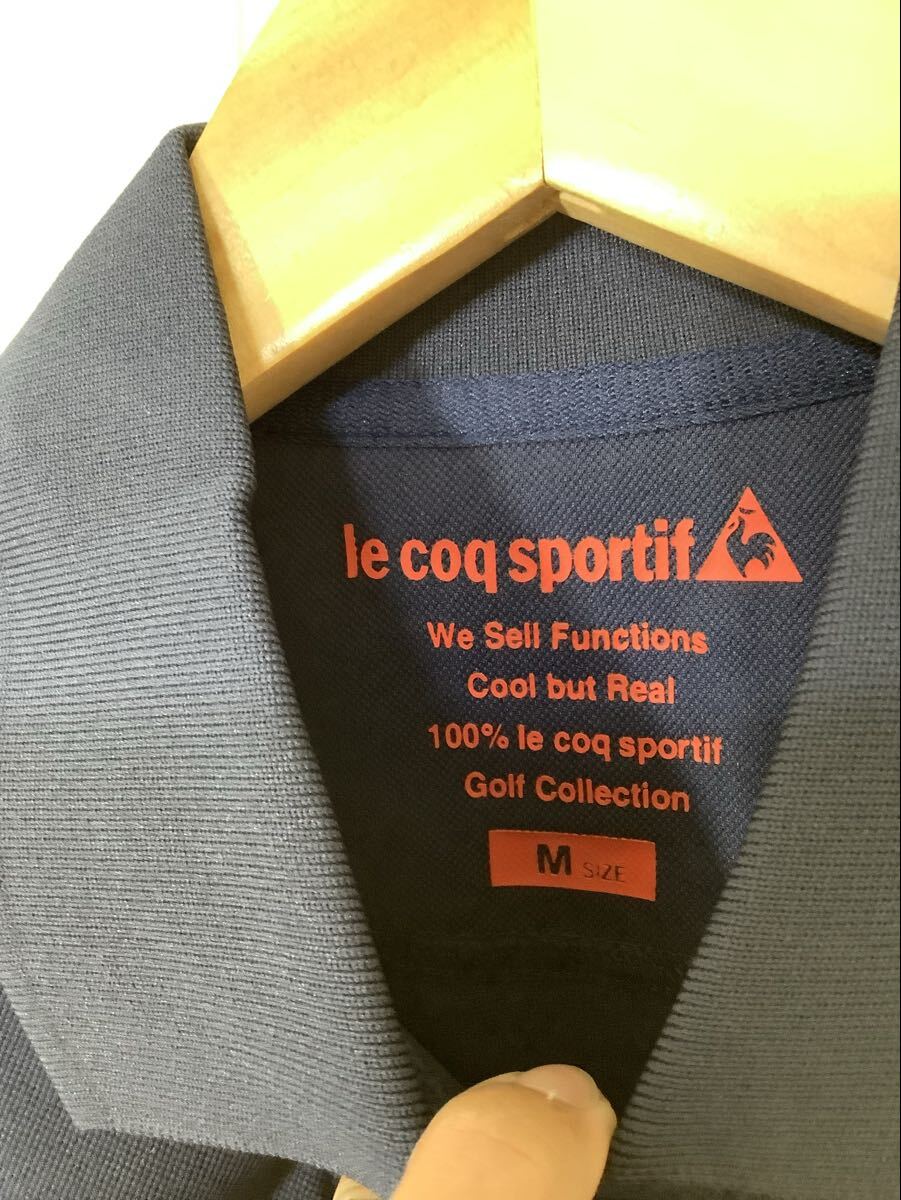 le coq sportif
We Sell Functions
Cool but Real
100% le coq sportif
Golf Collection
M SIZE